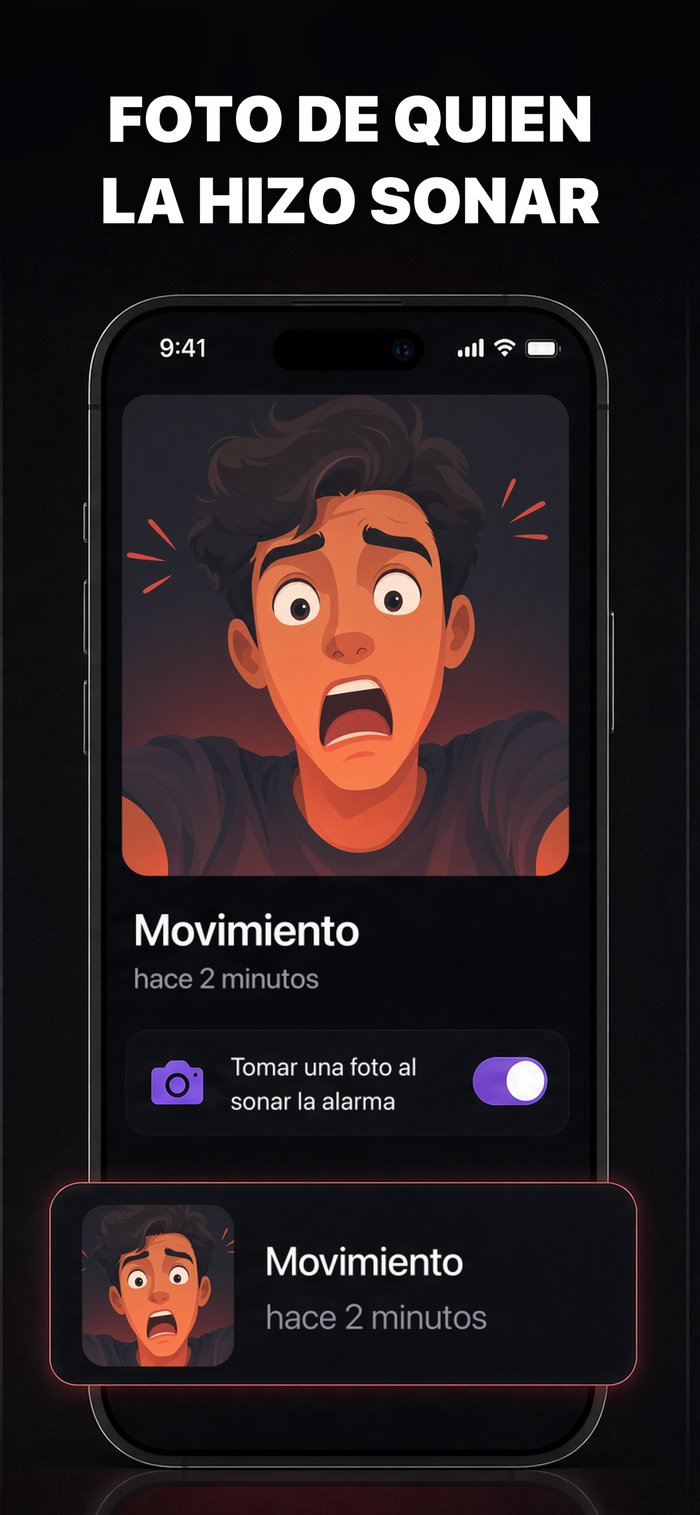 FOTO DE QUIEN
LA HIZO SONAR
9:41
Movimiento
hace 2 minutos
Tomar una foto al
sonar la alarma
Movimiento
hace 2 minutos